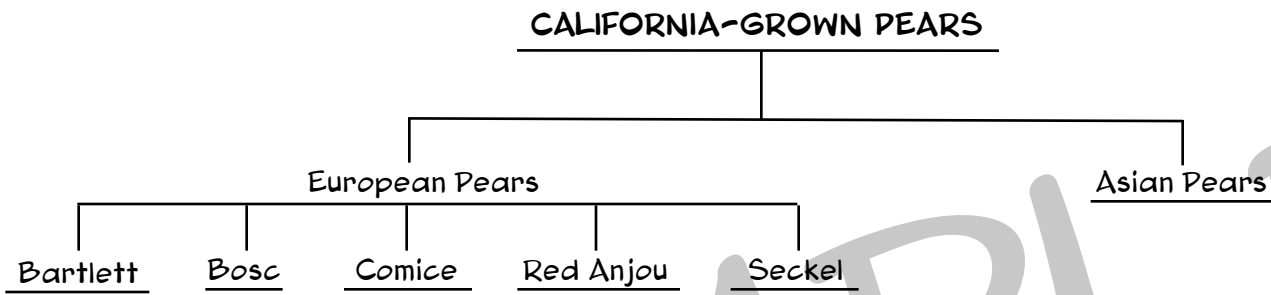 CALIFORNIA-GROWN PEARS
European Pears
Asian Pears
Bartlett
Bosc
Comice
Red Anjou
Seckel